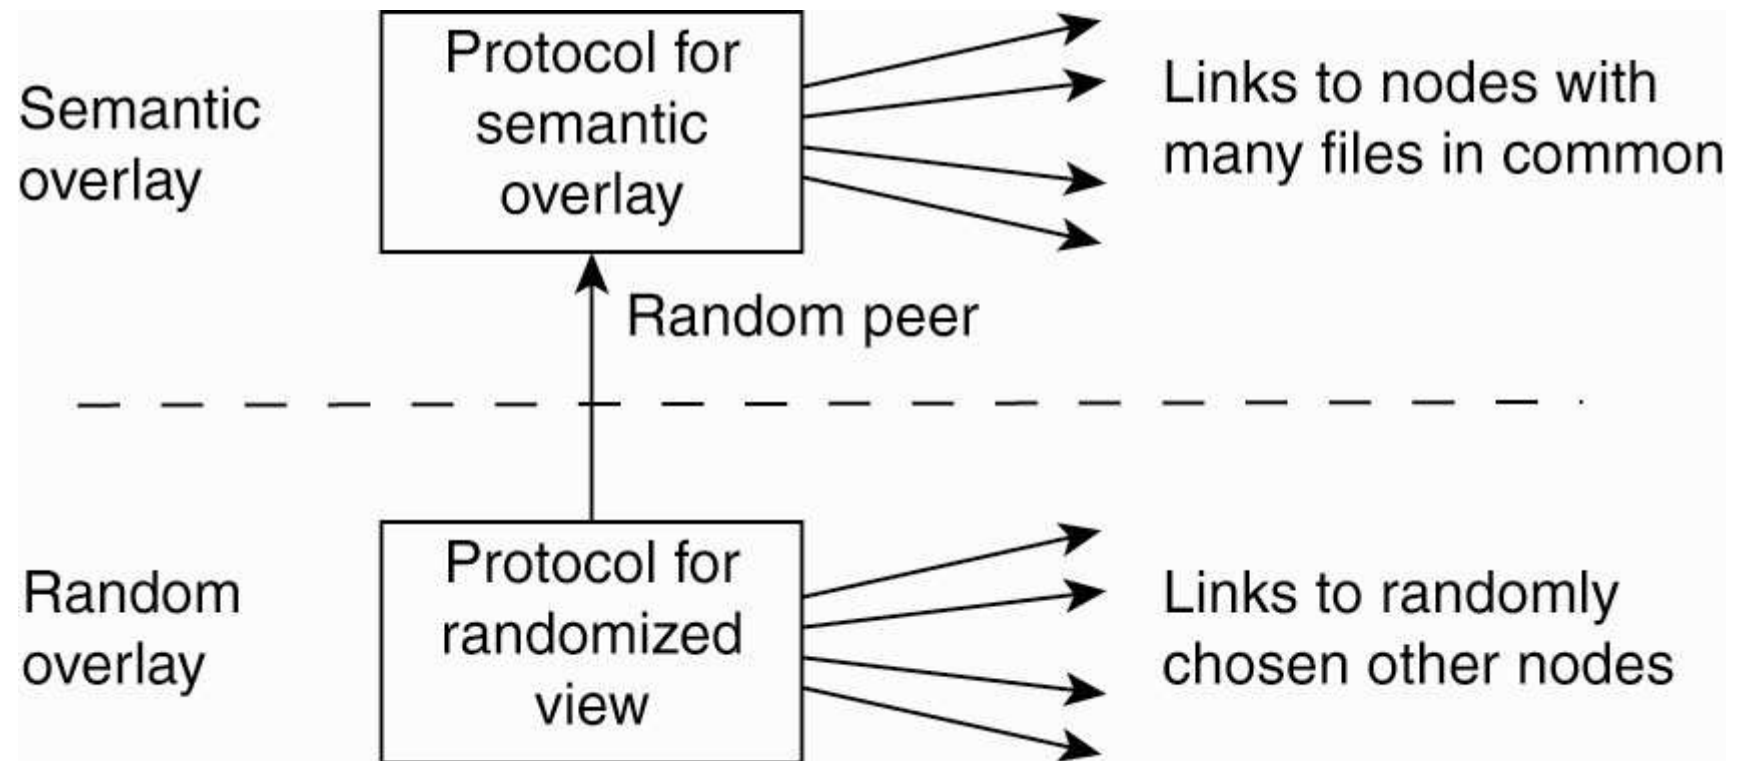 Semantic
overlay
Protocol for
semantic
overlay
Links to nodes with
many files in common
Random peer
Random
overlay
Protocol for
randomized
view
Links to randomly
chosen other nodes